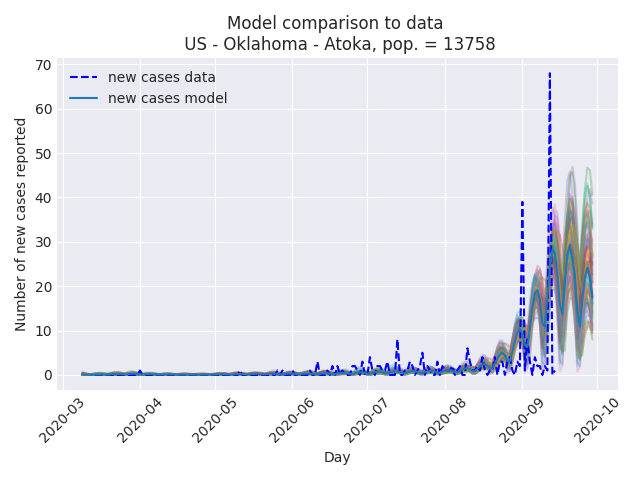 Model comparison to data
US - Oklahoma - Atoka, pop. = 13758
new cases data
new cases model
Number of new cases reported
70
60
50
40
30
20
10
0
2020-03
2020-04
2020-05
2020-06
2020-07
2020-08
2020-09
2020-10
Day